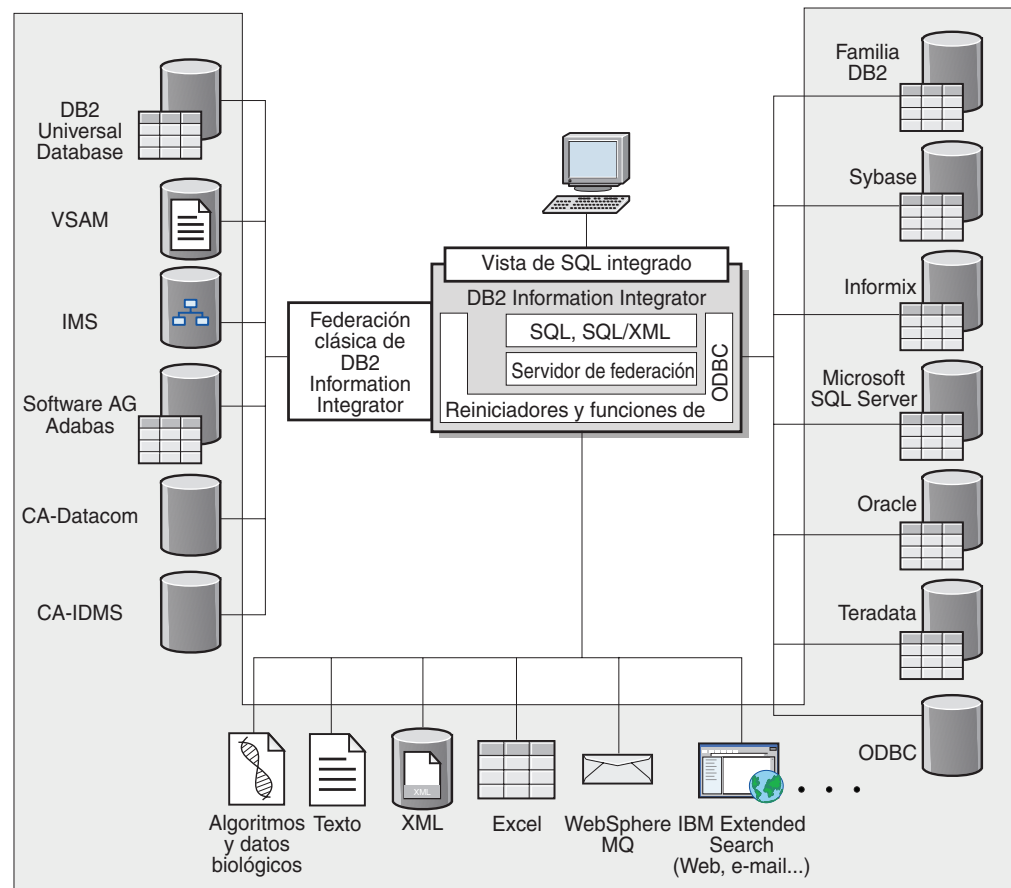 DB2
Universal
Database
VSAM
IMS
Software AG
Adabas
CA-Datacom
CA-IDMS
Federación
clásica de
DB2
Information
Integrator
Vista de SQL integrado
DB2 Information Integrator
SQL, SQL/XML
Servidor de federación
ODBC
Reiniciadores y funciones de
Familia
DB2
Sybase
Informix
Microsoft
SQL Server
Oracle
Teradata
ODBC
Algoritmos
y datos
biológicos
Texto
XML
XML
Excel
WebSphere
MQ
IBM Extended
Search
(Web, e-mail...)
. . .